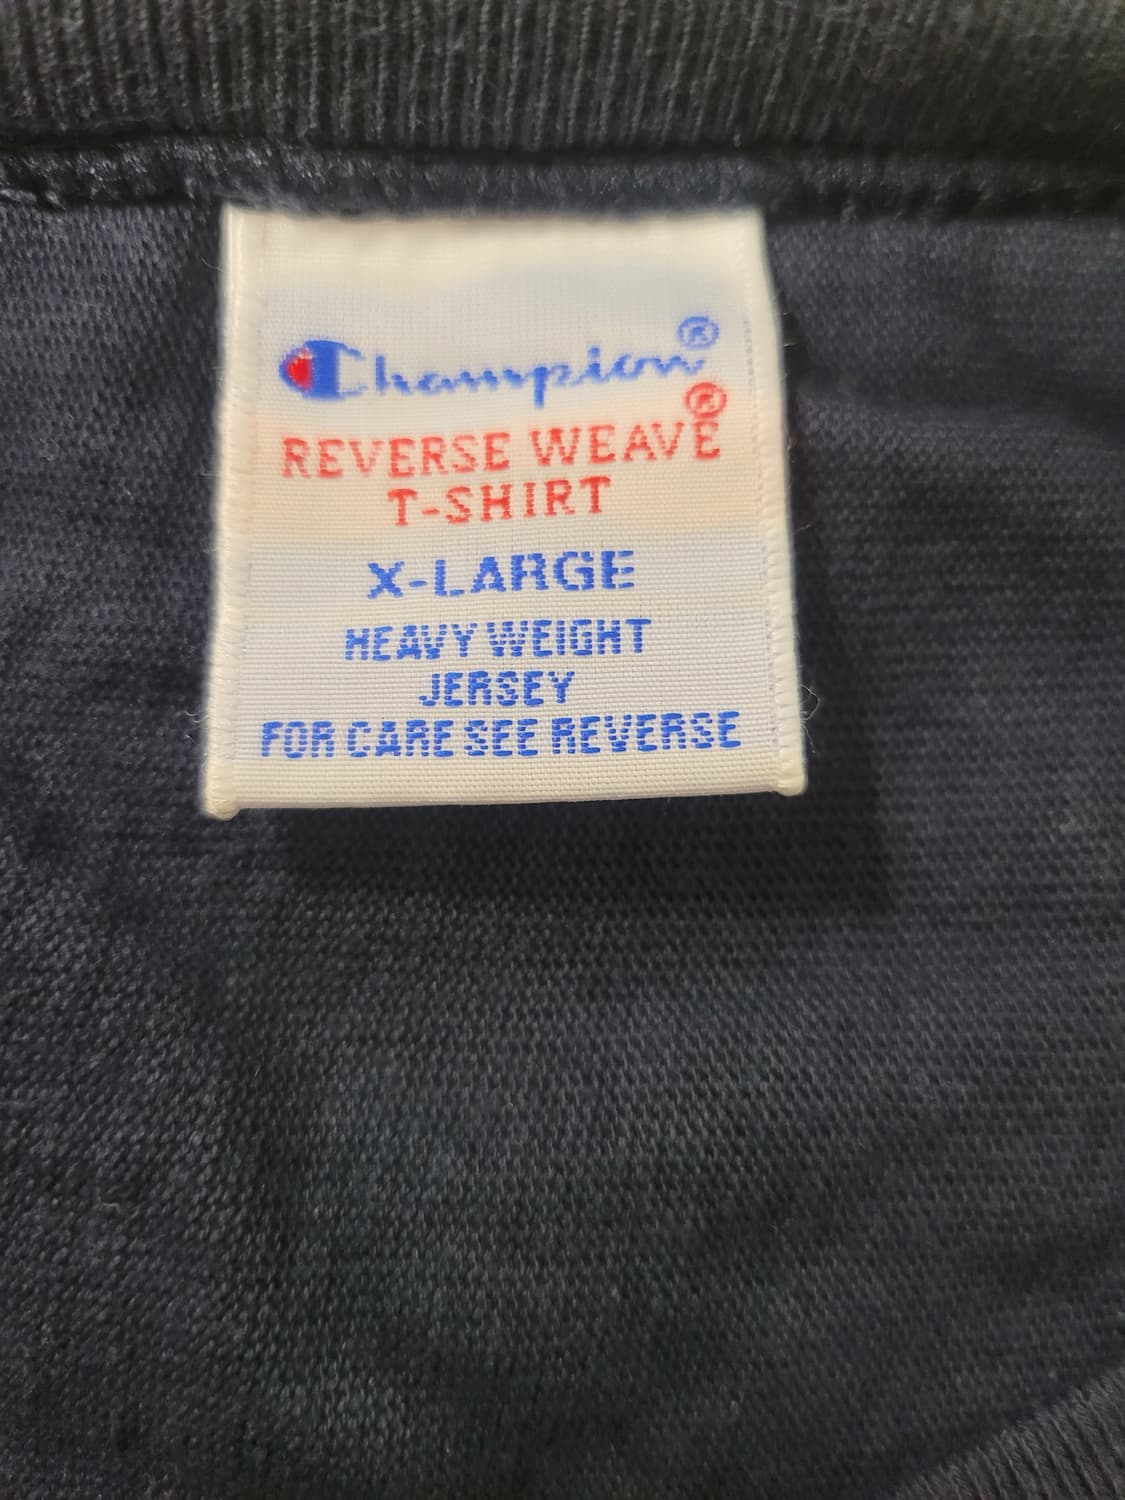 Champion®
REVERSE WEAVE®
T-SHIRT
X-LARGE
HEAVY WEIGHT
JERSEY
FOR CARE SEE REVERSE